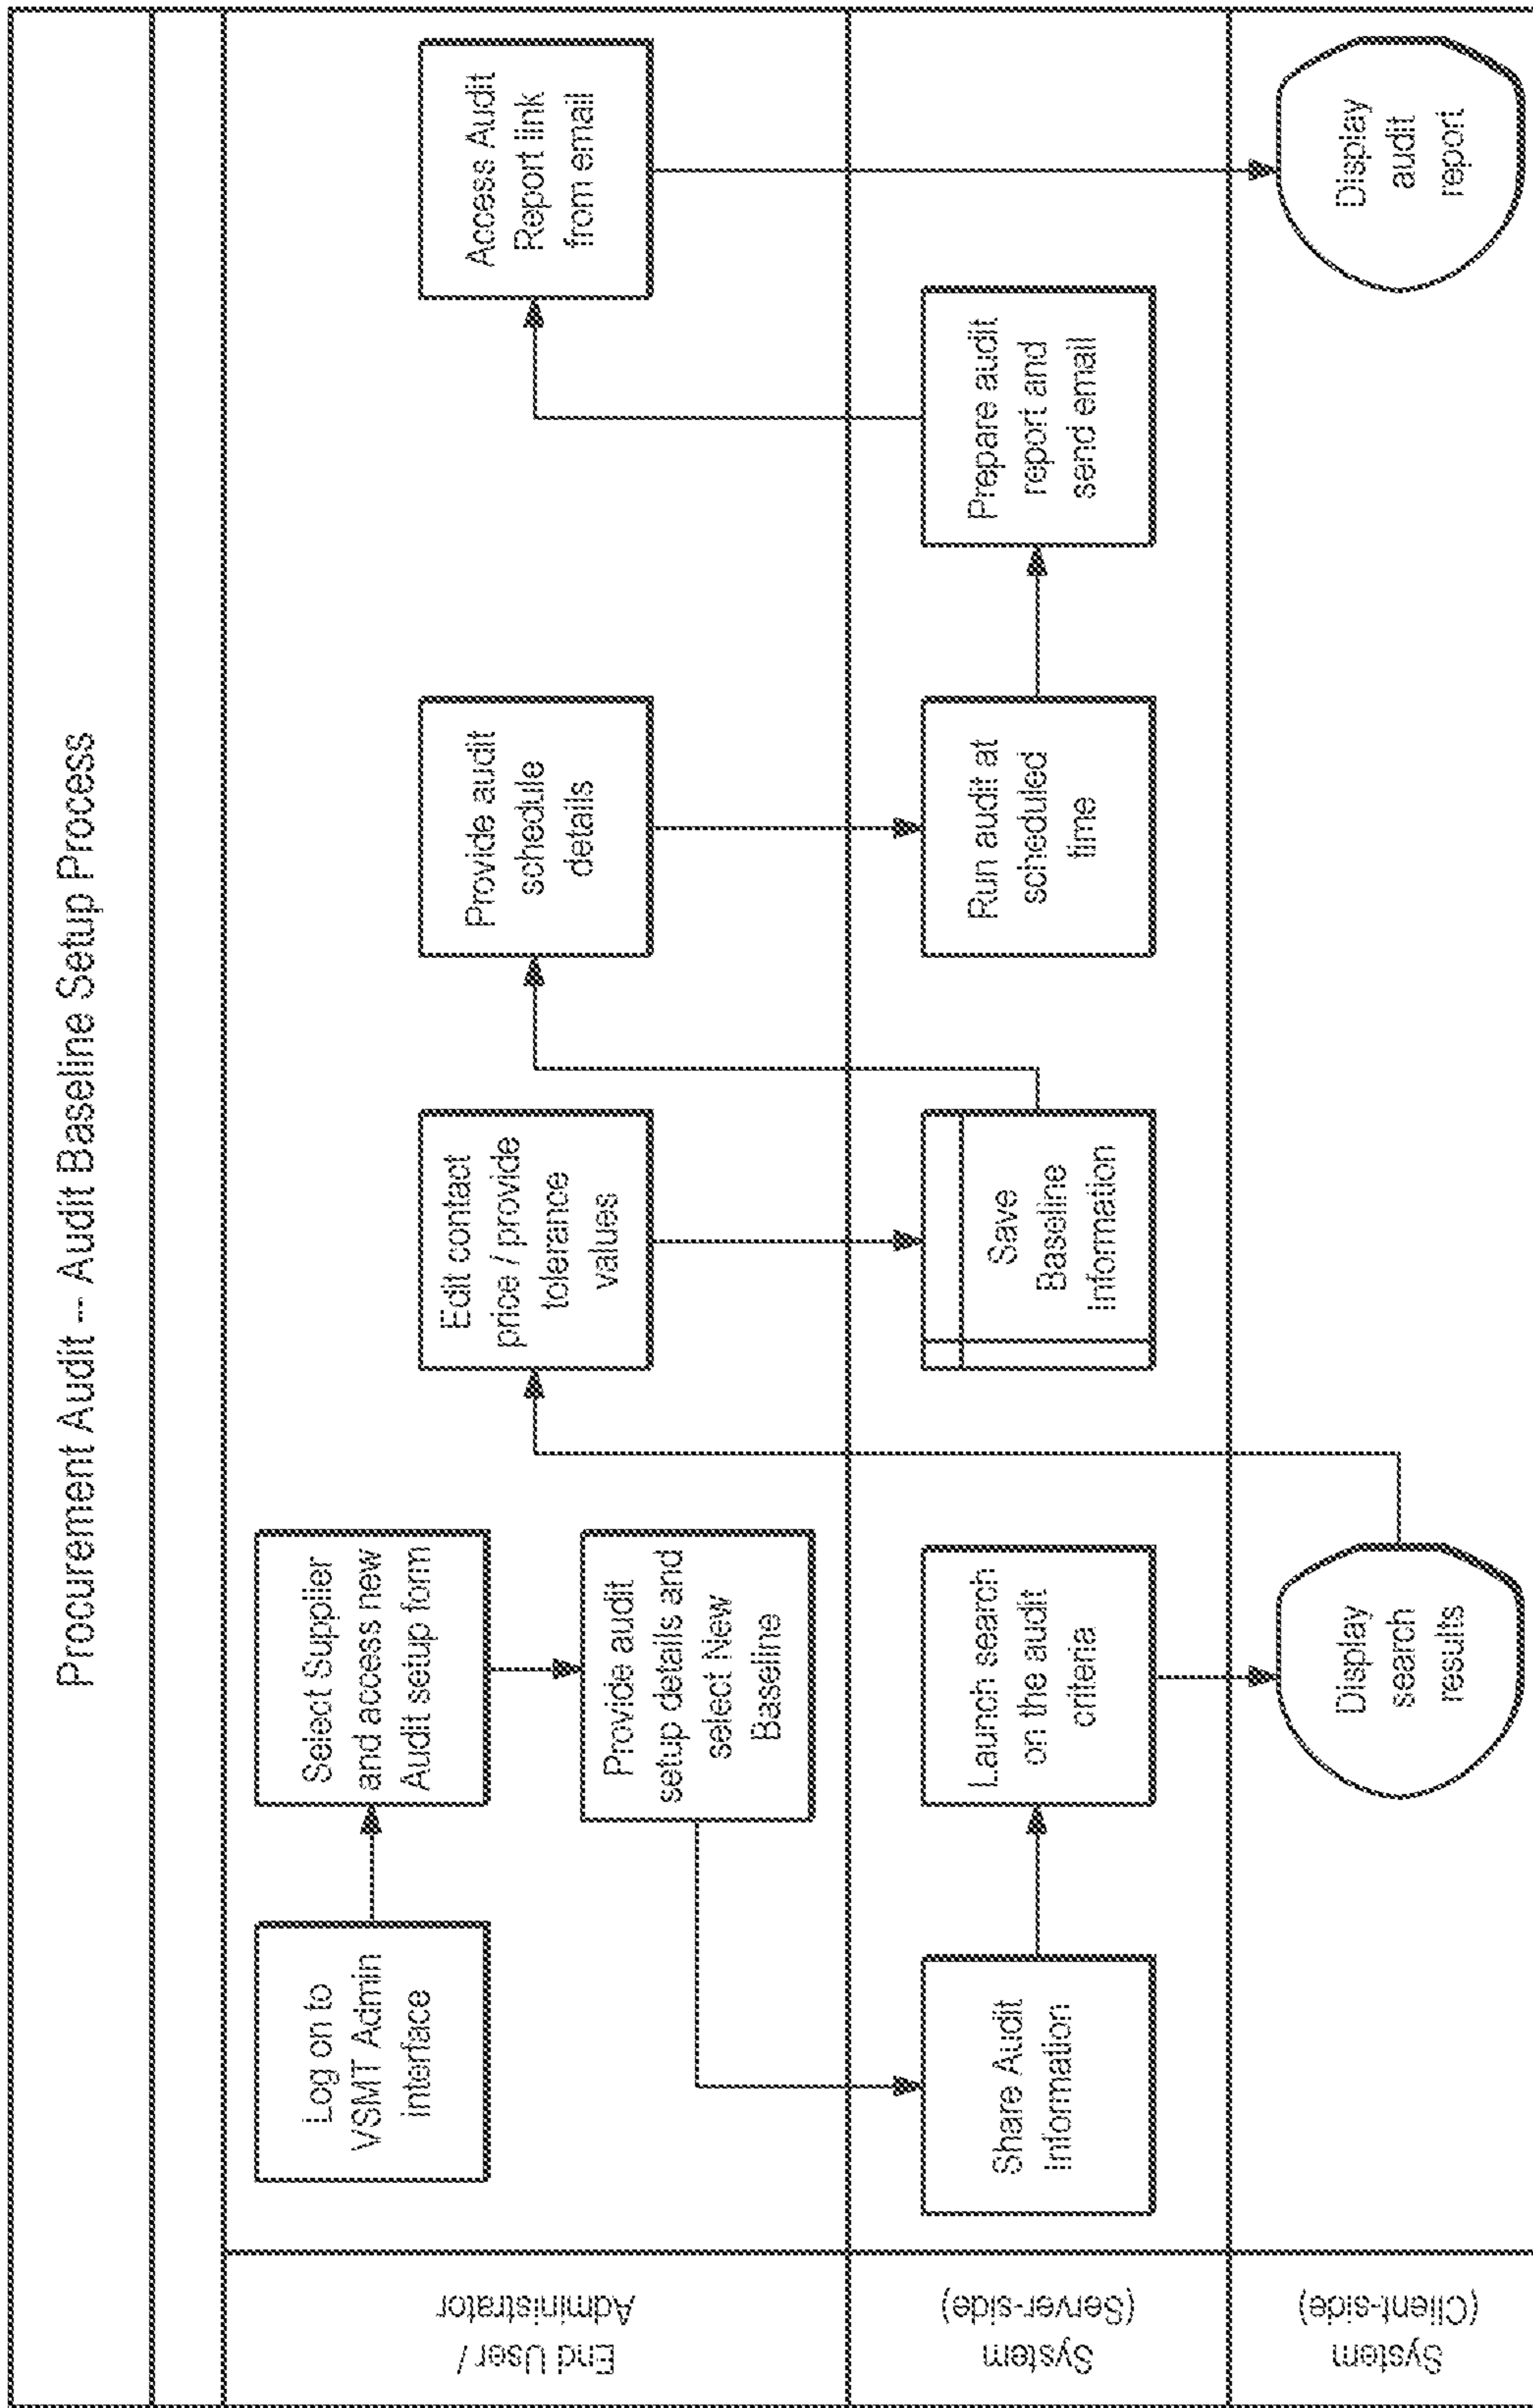 Procurement Audit -- Audit Baseline Setup Process
End User /
Administrator
Log on to
VSMT Admin
interface
Select Supplier
and access new
Audit setup form
Provide audit
setup details and
select New
Baseline
Edit contact
price / provide
tolerance
values
Provide audit
schedule
details
Access Audit
Report link
from email
System
(Server-side)
Share Audit
Information
Launch search
on the audit
criteria
Save
Baseline
Information
Run audit at
scheduled
time
Prepare audit
report and
send email
System
(Client-side)
Display
search
results
Display
audit
report